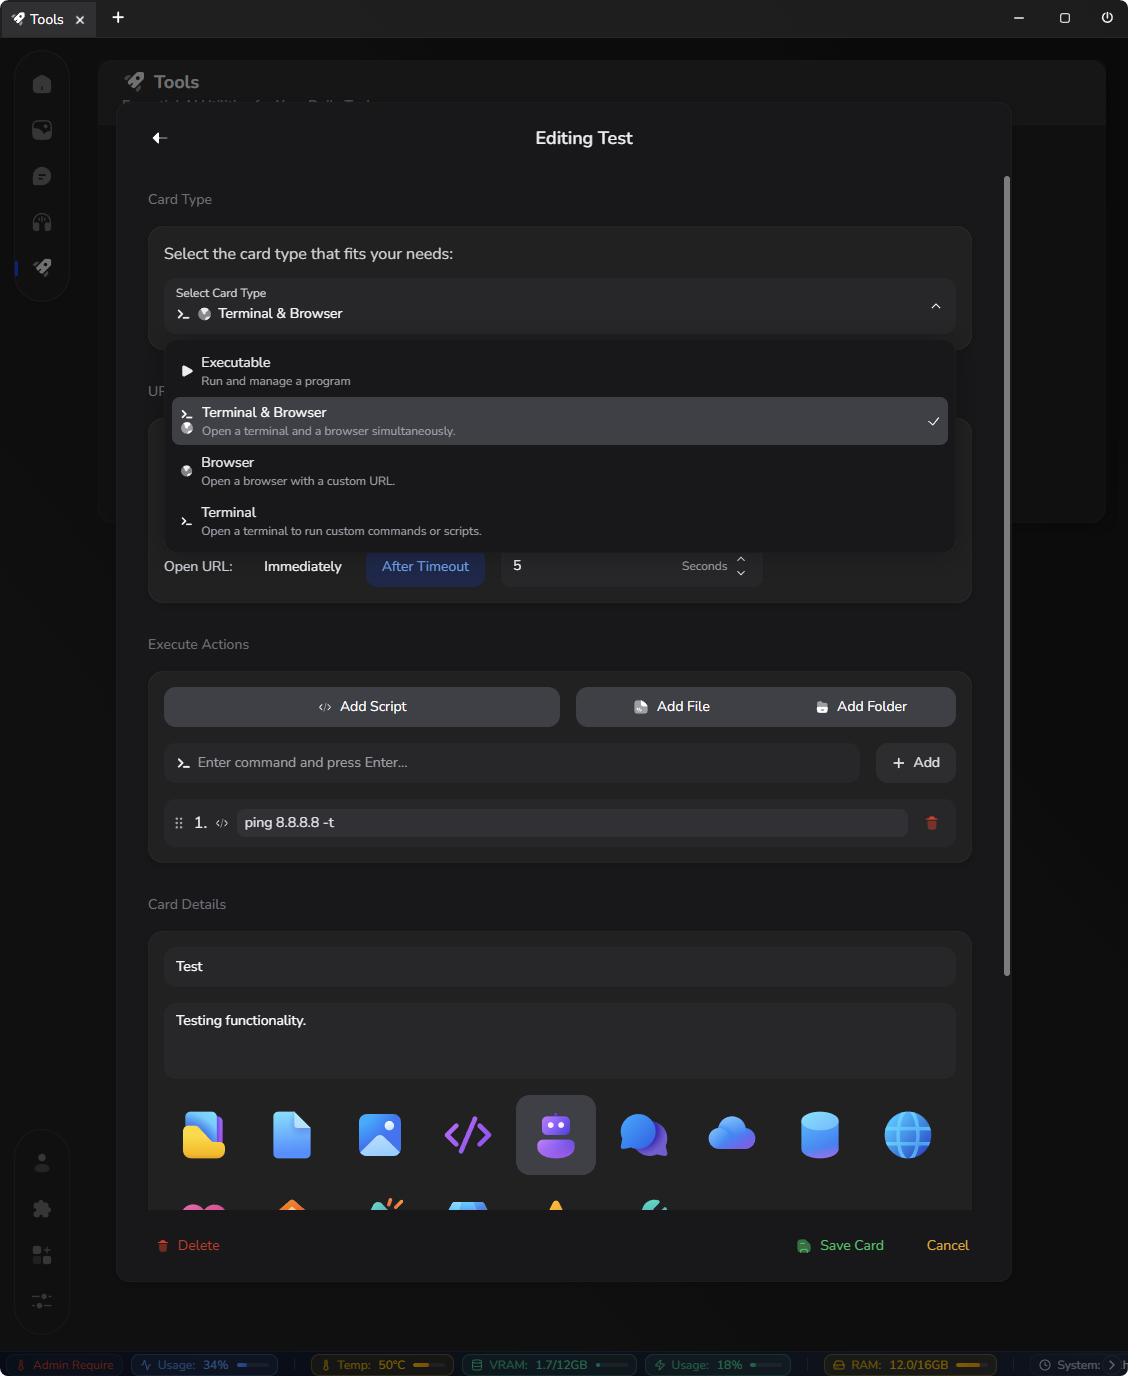 Tools
Tools
Editing Test
Card Type
Select the card type that fits your needs:
Select Card Type
Terminal & Browser
Executable
Run and manage a program
Terminal & Browser
Open a terminal and a browser simultaneously.
Browser
Open a browser with a custom URL.
Terminal
Open a terminal to run custom commands or scripts.
Open URL: Immediately After Timeout 5 Seconds
Execute Actions
Add Script Add File Add Folder
Enter command and press Enter... Add
1. ping 8.8.8.8 -t
Card Details
Test
Testing functionality.
Delete Save Card Cancel
Admin Require Usage: 34% Temp: 50°C VRAM: 1.7/12GB Usage: 18% RAM: 12.0/16GB System: